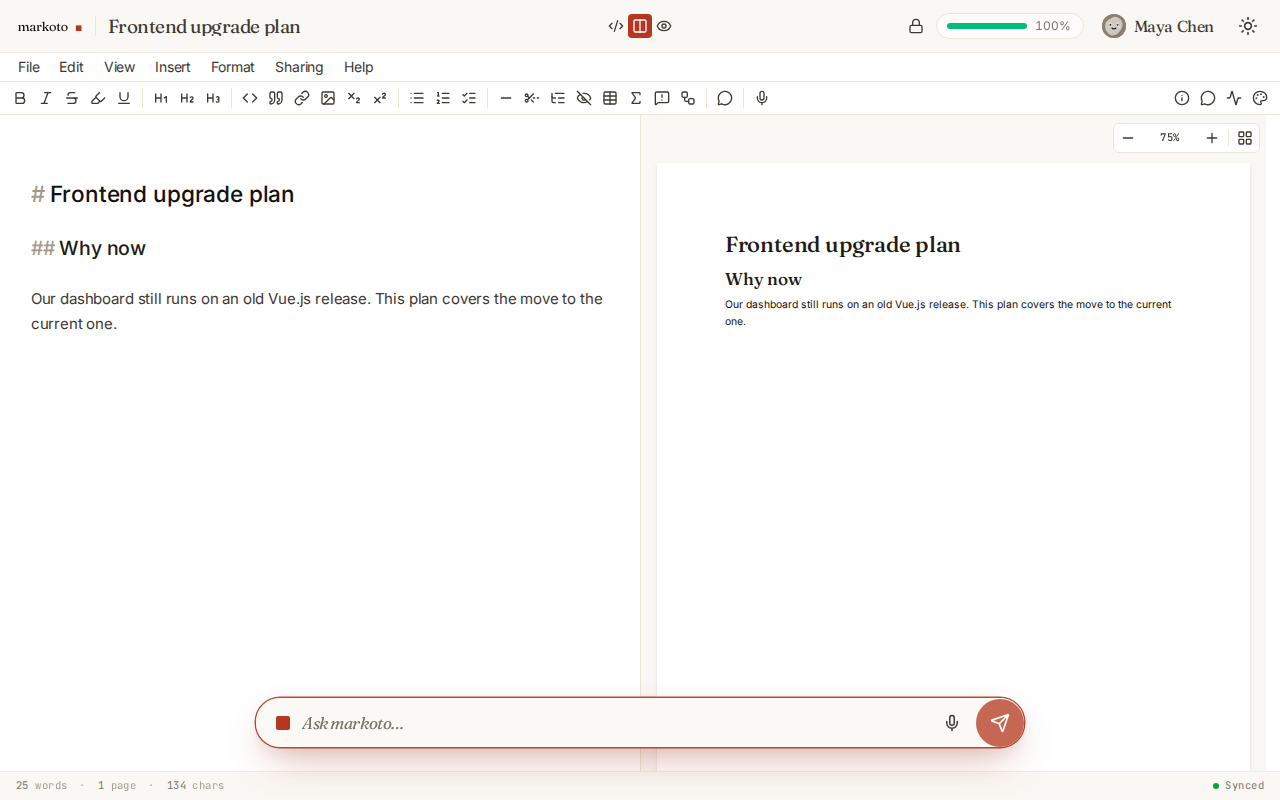 markoto
Frontend upgrade plan
100%
Maya Chen
File Edit View Insert Format Sharing Help
H1 H2 H3
75%
# Frontend upgrade plan
## Why now
Our dashboard still runs on an old Vue.js release. This plan covers the move to the
current one.
Frontend upgrade plan
Why now
Our dashboard still runs on an old Vue.js release. This plan covers the move to the current
one.
Ask markoto...
25 words · 1 page · 134 chars
Synced